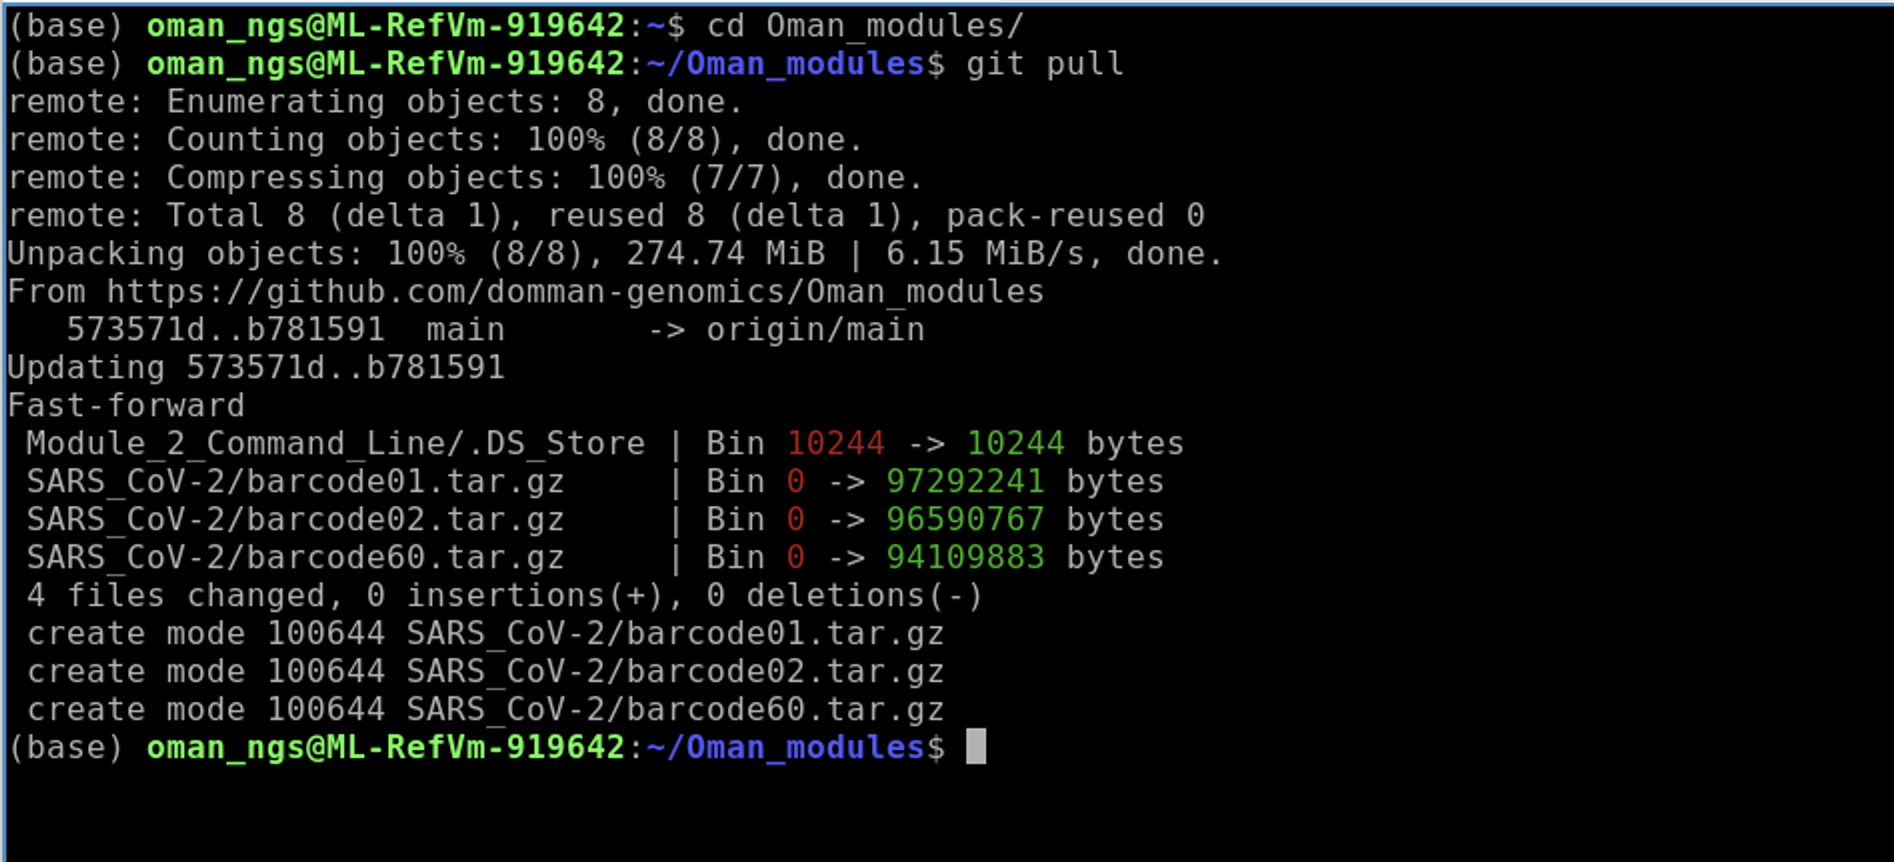 (base) oman_ngs@ML-RefVm-919642:~$ cd Oman_modules/
(base) oman_ngs@ML-RefVm-919642:~/Oman_modules$ git pull
remote: Enumerating objects: 8, done.
remote: Counting objects: 100% (8/8), done.
remote: Compressing objects: 100% (7/7), done.
remote: Total 8 (delta 1), reused 8 (delta 1), pack-reused 0
Unpacking objects: 100% (8/8), 274.74 MiB | 6.15 MiB/s, done.
From https://github.com/domman-genomics/Oman_modules
   573571d..b781591  main       -> origin/main
Updating 573571d..b781591
Fast-forward
 Module_2_Command_Line/.DS_Store | Bin 10244 -> 10244 bytes
 SARS_CoV-2/barcode01.tar.gz     | Bin 0 -> 97292241 bytes
 SARS_CoV-2/barcode02.tar.gz     | Bin 0 -> 96590767 bytes
 SARS_CoV-2/barcode60.tar.gz     | Bin 0 -> 94109883 bytes
 4 files changed, 0 insertions(+), 0 deletions(-)
 create mode 100644 SARS_CoV-2/barcode01.tar.gz
 create mode 100644 SARS_CoV-2/barcode02.tar.gz
 create mode 100644 SARS_CoV-2/barcode60.tar.gz
(base) oman_ngs@ML-RefVm-919642:~/Oman_modules$